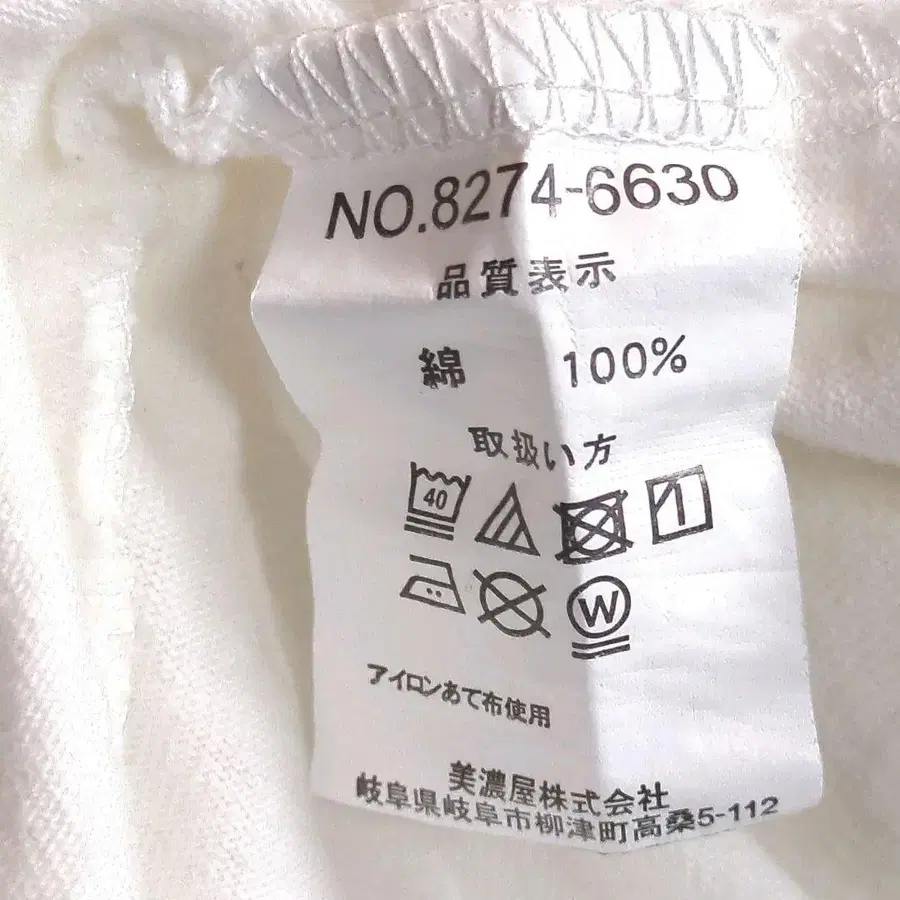 NO.8274-6630
品質表示
綿 100%
取扱い方
40
W
アイロンあて布使用
美濃屋株式会社
岐阜県岐阜市柳津町高桑5-112